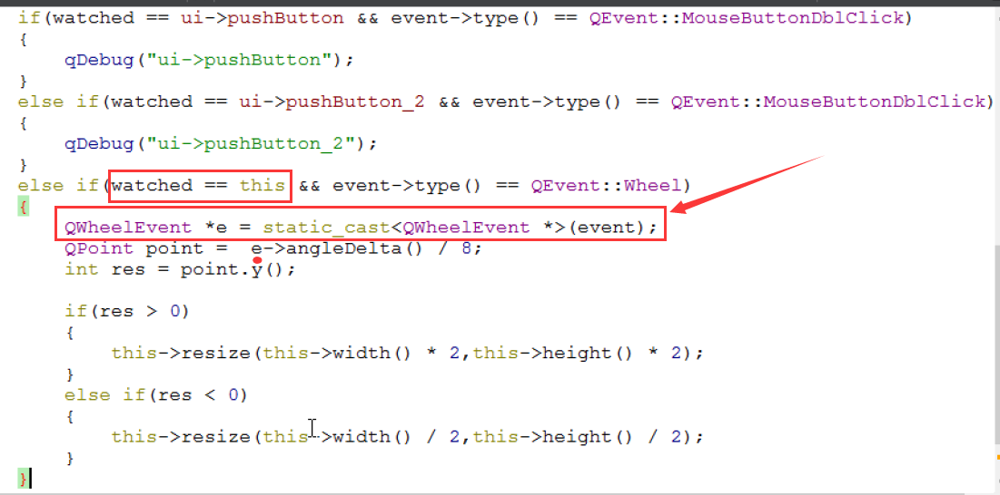 if(watched == ui->pushButton && event->type() == QEvent::MouseButtonDblClick)
{
qDebug("ui->pushButton");
}
else if(watched == ui->pushButton_2 && event->type() == QEvent::MouseButtonDblClick)
{
qDebug("ui->pushButton_2");
}
else if(watched == this && event->type() == QEvent::Wheel)
{
QWheelEvent *e = static_cast<QWheelEvent *>(event);
QPoint point =  e->angleDelta() / 8;
int res = point.y();
if(res > 0)
{
this->resize(this->width() * 2,this->height() * 2);
}
else if(res < 0)
{
this->resize(this->width() / 2,this->height() / 2);
}
}